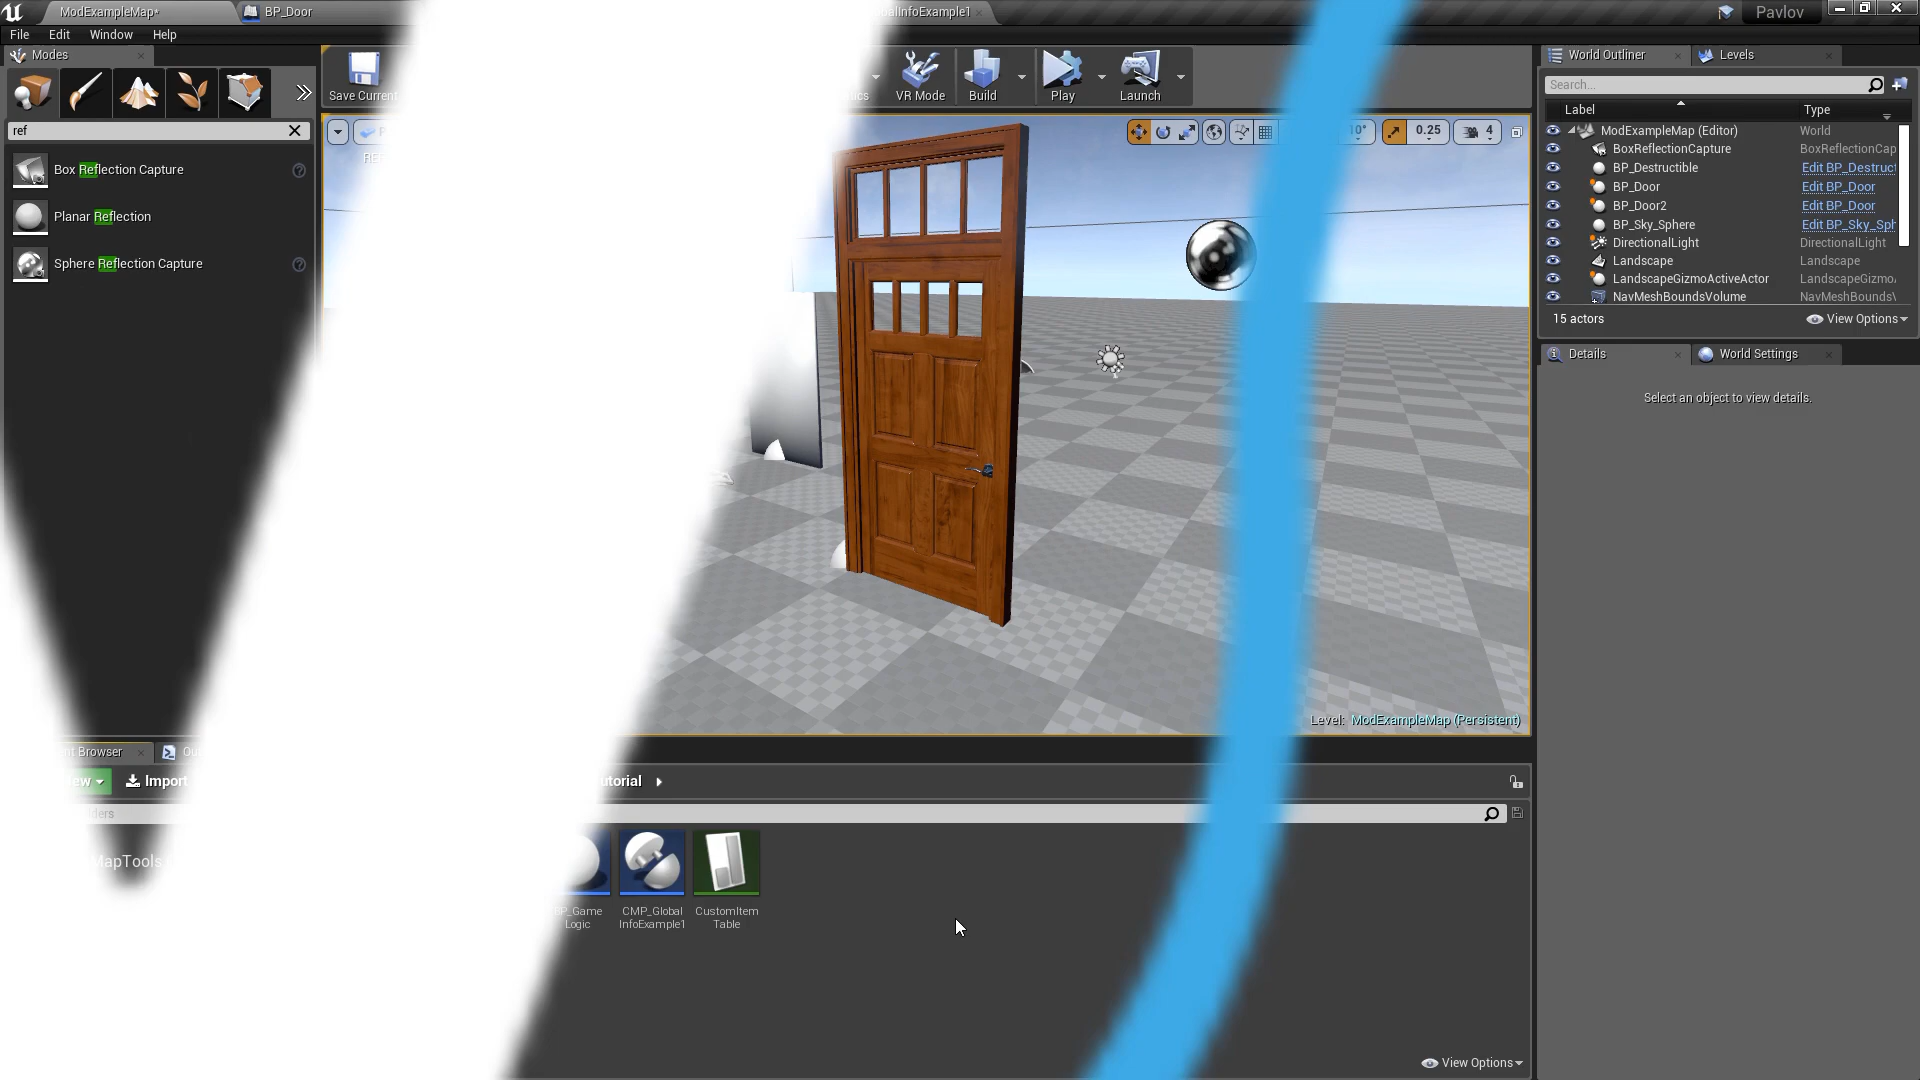 ModExampleMap*
BP_Door
balInfoExample1
Pavlov
File Edit Window Help
Modes
World Outliner
Levels
Save Current
VR Mode
Build
Play
Launch
Search...
Label
Type
ref
10°
0.25
4
ModExampleMap (Editor) World
BoxReflectionCapture BoxReflectionCap
BP_Destructible Edit BP_Destruct
BP_Door Edit BP_Door
BP_Door2 Edit BP_Door
BP_Sky_Sphere Edit BP_Sky_Sph
DirectionalLight DirectionalLight
Landscape Landscape
LandscapeGizmoActiveActor LandscapeGizmo
NavMeshBoundsVolume NavMeshBounds
15 actors
View Options
Box Reflection Capture
Planar Reflection
Sphere Reflection Capture
Details
World Settings
Select an object to view details.
Level: ModExampleMap (Persistent)
nt Browser
Ou
ew
Import
utorial
ders
MapTools
P_Game
Logic
CMP_Global
InfoExample1
CustomItem
Table
View Options